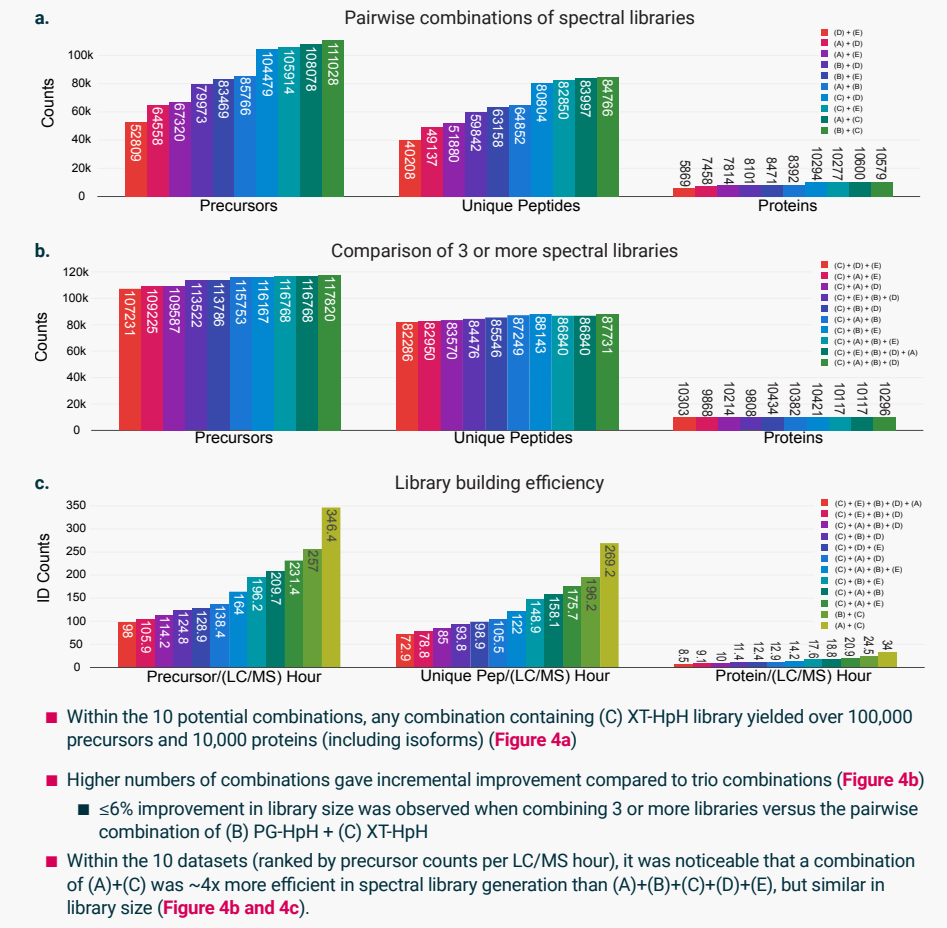 a.
Pairwise combinations of spectral libraries
Counts
100k
80k
60k
40k
20k
0
52809
64558
67320
79973
83469
85766
104479
105914
108078
111028
Precursors
40208
49137
51880
59842
63158
64852
80804
82850
83997
84766
Unique Peptides
5869
7458
7814
8101
8471
8392
10294
10277
10600
10579
Proteins
(D) + (E)
(A) + (D)
(A) + (E)
(B) + (D)
(B) + (E)
(A) + (B)
(C) + (D)
(C) + (E)
(A) + (C)
(B) + (C)
b.
Comparison of 3 or more spectral libraries
Counts
120k
100k
80k
60k
40k
20k
0
107231
109225
109587
113522
113786
115753
116167
116768
116768
117820
Precursors
82286
82950
83570
84476
85546
87249
88143
86840
86840
87731
Unique Peptides
10303
9868
10214
9808
10434
10382
10421
10117
10117
10296
Proteins
(C) + (D) + (E)
(C) + (A) + (E)
(C) + (A) + (D)
(C) + (E) + (B) + (D)
(C) + (B) + (D)
(C) + (A) + (B)
(C) + (B) + (E)
(C) + (A) + (B) + (E)
(C) + (E) + (B) + (D) + (A)
(C) + (A) + (B) + (D)
c.
Library building efficiency
ID Counts
350
300
250
200
150
100
50
0
98
105.9
114.2
124.8
128.9
138.4
164
196.2
209.7
231.4
257
346.4
Precursor/(LC/MS) Hour
72.9
78.8
85
93.8
98.9
105.5
122
148.9
158.1
175.7
196.2
269.2
Unique Pep/(LC/MS) Hour
8.5
9.1
10
11.4
12.4
12.9
14.2
17.6
18.8
20.9
24.5
34
Protein/(LC/MS) Hour
(C) + (E) + (B) + (D) + (A)
(C) + (E) + (B) + (D)
(C) + (A) + (B) + (D)
(C) + (B) + (D)
(C) + (D) + (E)
(C) + (A) + (D)
(C) + (A) + (B) + (E)
(C) + (B) + (E)
(C) + (A) + (B)
(C) + (A) + (E)
(B) + (C)
(A) + (C)
Within the 10 potential combinations, any combination containing (C) XT-HpH library yielded over 100,000
precursors and 10,000 proteins (including isoforms) (Figure 4a)
Higher numbers of combinations gave incremental improvement compared to trio combinations (Figure 4b)
≤6% improvement in library size was observed when combining 3 or more libraries versus the pairwise
combination of (B) PG-HpH + (C) XT-HpH
Within the 10 datasets (ranked by precursor counts per LC/MS hour), it was noticeable that a combination
of (A)+(C) was ~4x more efficient in spectral library generation than (A)+(B)+(C)+(D)+(E), but similar in
library size (Figure 4b and 4c).